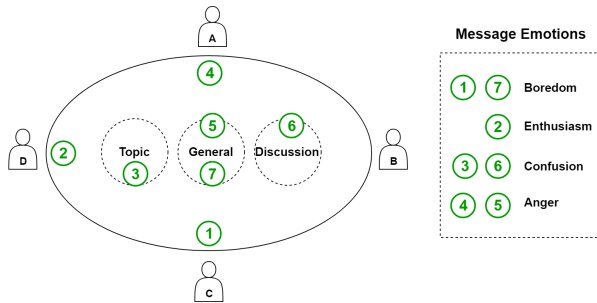 A
Message Emotions
4
1 7 Boredom
5 6 2 Enthusiasm
D 2 Topic General Discussion B
3 7 3 6 Confusion
4 5 Anger
1
C